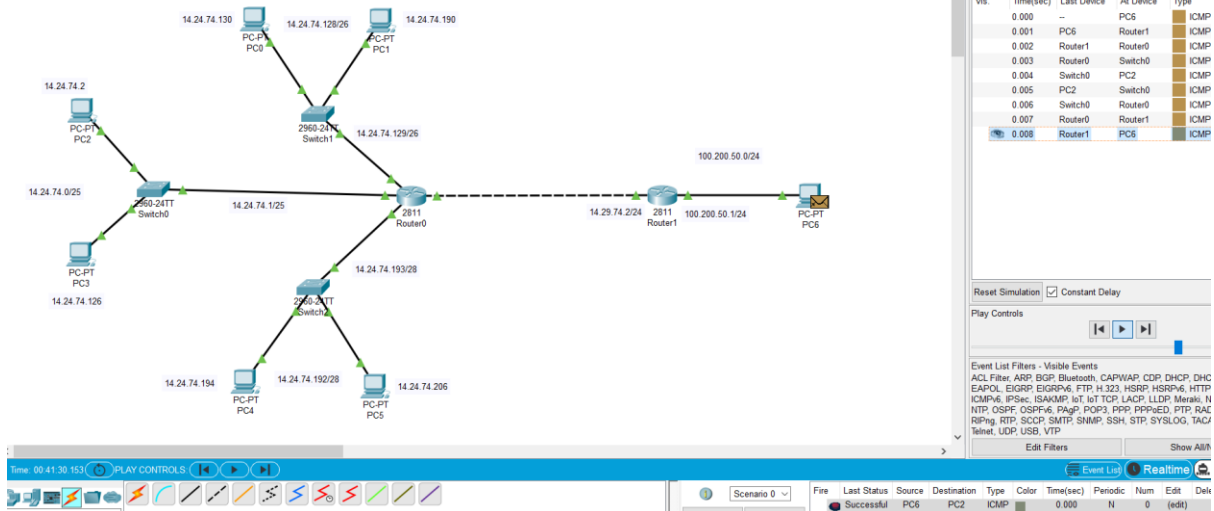 Vis. Time(sec) Last Device At Device Type
0.000 -- PC6 ICMP
0.001 PC6 Router1 ICMP
0.002 Router1 Router0 ICMP
0.003 Router0 Switch0 ICMP
0.004 Switch0 PC2 ICMP
0.005 PC2 Switch0 ICMP
0.006 Switch0 Router0 ICMP
0.007 Router0 Router1 ICMP
0.008 Router1 PC6 ICMP
14.24.74.130
14.24.74.128/26
14.24.74.190
PC-PT
PC0
PC-PT
PC1
14.24.74.2
PC-PT
PC2
2960-24TT
Switch1
14.24.74.129/26
100.200.50.0/24
14.24.74.0/25
2960-24TT
Switch0
14.24.74.1/25
2811
Router0
14.29.74.2/24
2811
Router1
100.200.50.1/24
PC-PT
PC6
PC-PT
PC3
14.24.74.126
14.24.74.193/28
2960-24TT
Switch2
14.24.74.194
14.24.74.192/28
14.24.74.206
PC-PT
PC4
PC-PT
PC5
Reset Simulation Constant Delay
Play Controls
Event List Filters - Visible Events
ACL Filter, ARP, BGP, Bluetooth, CAPWAP, CDP, DHCP, DHC
EAPOL, EIGRP, EIGRPv6, FTP, H.323, HSRP, HSRPv6, HTTP
ICMPv6, IPSec, ISAKMP, IoT, IoT TCP, LACP, LLDP, Meraki, N
NTP, OSPF, OSPFv6, PAgP, POP3, PPP, PPPoED, PTP, RAD
RIPng, RTP, SCCP, SMTP, SNMP, SSH, STP, SYSLOG, TACA
Telnet, UDP, USB, VTP
Edit Filters Show All/N
Time: 00:41:30.153 PLAY CONTROLS:
Event List Realtime
Scenario 0
Fire Last Status Source Destination Type Color Time(sec) Periodic Num Edit Dele
Successful PC6 PC2 ICMP 0.000 N 0 (edit)